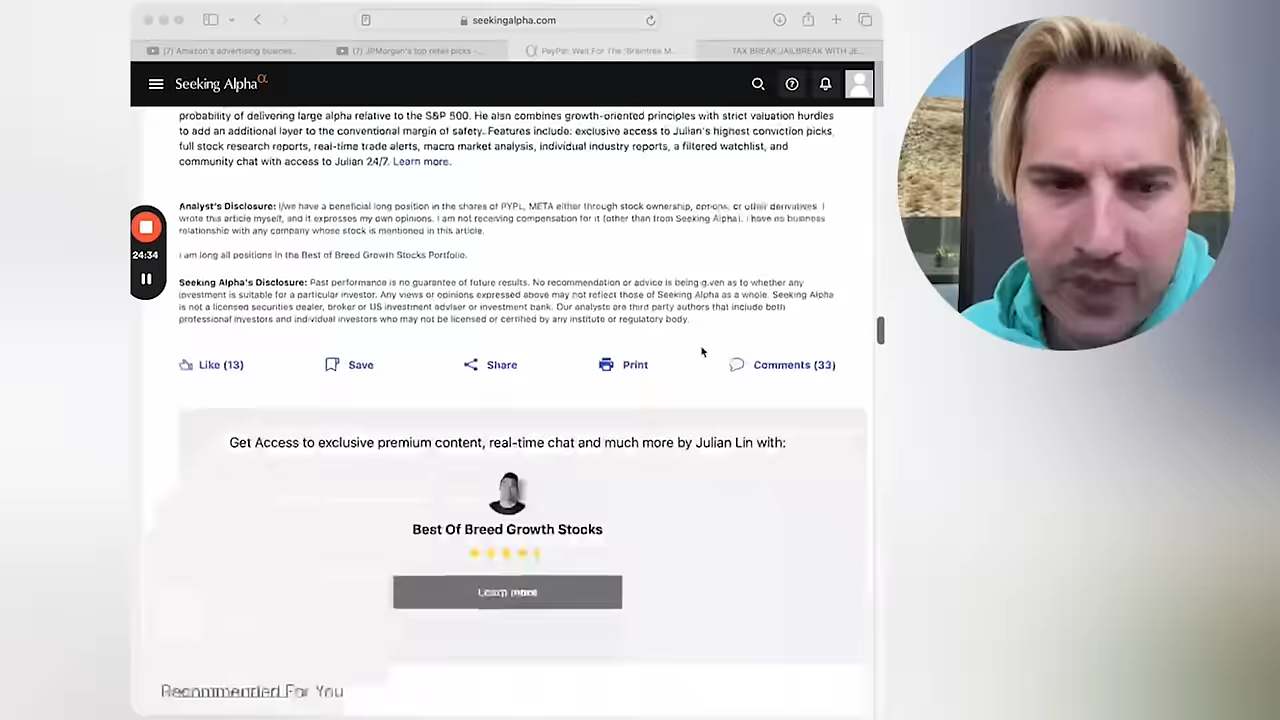 seekingalpha.com
(7) Amazon's advertising busines...
(7) JPMorgan's top retail picks -...
PayPal: Wait For The 'Braintree M...
TAX BREAK JAILBREAK WITH JE...
Seeking Alpha α
probability of delivering large alpha relative to the S&P 500. He also combines growth-oriented principles with strict valuation hurdles
to add an additional layer to the conventional margin of safety. Features include: exclusive access to Julian's highest conviction picks,
full stock research reports, real-time trade alerts, macro market analysis, individual industry reports, a filtered watchlist, and
community chat with access to Julian 24/7. Learn more.
Analyst's Disclosure: I/we have a beneficial long position in the shares of PYPL, META either through stock ownership, options, or other derivatives. I
wrote this article myself, and it expresses my own opinions. I am not receiving compensation for it (other than from Seeking Alpha). I have no business
relationship with any company whose stock is mentioned in this article.
24:34
I am long all positions in the Best of Breed Growth Stocks Portfolio.
Seeking Alpha's Disclosure: Past performance is no guarantee of future results. No recommendation or advice is being given as to whether any
investment is suitable for a particular investor. Any views or opinions expressed above may not reflect those of Seeking Alpha as a whole. Seeking Alpha
is not a licensed securities dealer, broker or US investment adviser or investment bank. Our analysts are third party authors that include both
professional investors and individual investors who may not be licensed or certified by any institute or regulatory body.
Like (13)
Save
Share
Print
Comments (33)
Get Access to exclusive premium content, real-time chat and much more by Julian Lin with:
Best Of Breed Growth Stocks
Learn more
Recommended For You